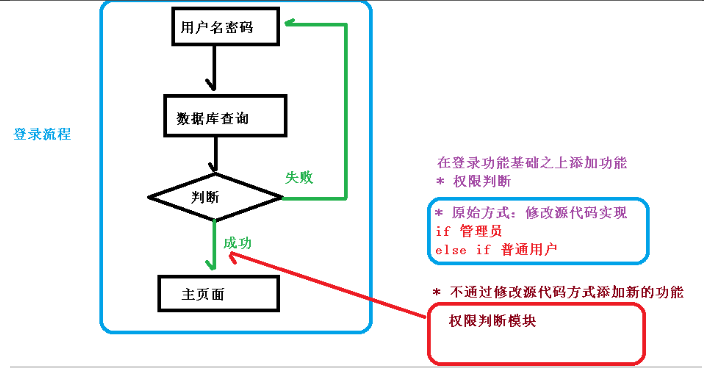 用户名密码
数据库查询
登录流程
判断
失败
成功
主页面
在登录功能基础之上添加功能
* 权限判断
* 原始方式：修改源代码实现
if 管理员
else if 普通用户
* 不通过修改源代码方式添加新的功能
权限判断模块